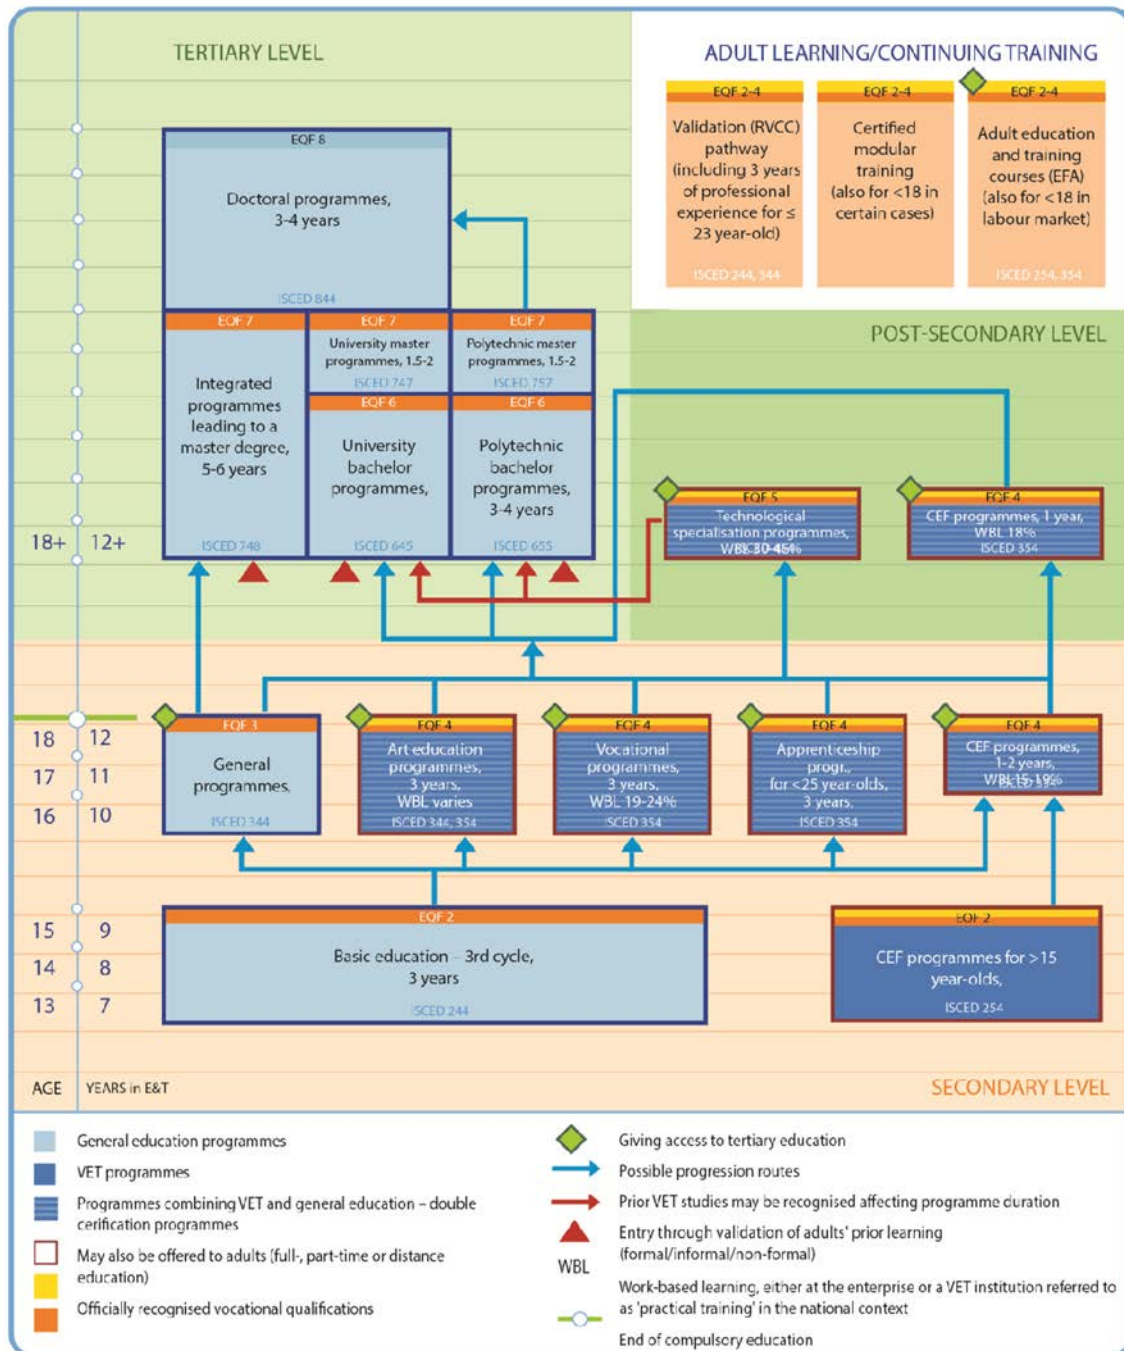 TERTIARY LEVEL
ADULT LEARNING/CONTINUING TRAINING
EQF 2-4
Validation (RVCC)
pathway
(including 3 years
of professional
experience for ≤
23 year-old)
ISCED 244, 344
EQF 2-4
Certified
modular
training
(also for <18 in
certain cases)
EQF 2-4
Adult education
and training
courses (EFA)
(also for <18 in
labour market)
ISCED 254, 354
EQF 8
Doctoral programmes,
3-4 years
ISCED 844
POST-SECONDARY LEVEL
EQF 7
Integrated
programmes
leading to a
master degree,
5-6 years
ISCED 748
EQF 7
University master
programmes, 1.5-2
ISCED 747
EQF 7
Polytechnic master
programmes, 1.5-2
ISCED 757
EQF 6
University
bachelor
programmes,
ISCED 645
EQF 6
Polytechnic
bachelor
programmes,
3-4 years
ISCED 655
EQF 5
Technological
specialisation programmes,
WBL 30-46%
EQF 4
CEF programmes, 1 year,
WBL 18%
ISCED 354
18+ 12+
EQF 3
General
programmes,
ISCED 344
EQF 4
Art education
programmes,
3 years,
WBL varies
ISCED 344, 354
EQF 4
Vocational
programmes,
3 years,
WBL 19-24%
ISCED 354
EQF 4
Apprenticeship
progr.,
for <25 year-olds,
3 years,
ISCED 354
EQF 4
CEF programmes,
1-2 years,
WBL 15-19%
18 12
17 11
16 10
EQF 2
Basic education – 3rd cycle,
3 years
ISCED 244
EQF 2
CEF programmes for >15
year-olds,
ISCED 254
15 9
14 8
13 7
AGE YEARS in E&T
SECONDARY LEVEL
General education programmes
VET programmes
Programmes combining VET and general education – double
cerification programmes
May also be offered to adults (full-, part-time or distance
education)
Officially recognised vocational qualifications
Giving access to tertiary education
Possible progression routes
Prior VET studies may be recognised affecting programme duration
Entry through validation of adults' prior learning
(formal/informal/non-formal)
WBL
Work-based learning, either at the enterprise or a VET institution referred to
as 'practical training' in the national context
End of compulsory education